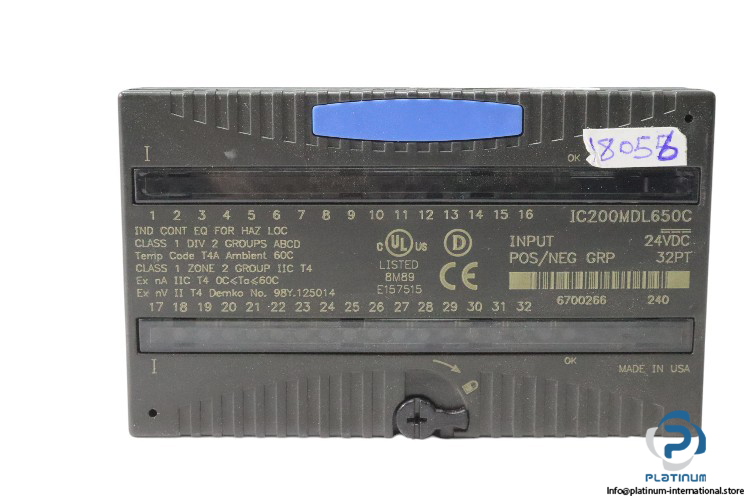 I
OK
18056
1 2 3 4 5 6 7 8 9 10 11 12 13 14 15 16
IC200MDL650C
IND CONT EQ FOR HAZ LOC
CLASS 1 DIV 2 GROUPS ABCD
Temp Code T4A Ambient 60C
CLASS 1 ZONE 2 GROUP IIC T4
Ex nA IIC T4 0C≤Ta≤60C
Ex nV II T4 Demko No. 98Y.125014
C UL US
LISTED
8M89
E157515
D
CE
INPUT 24VDC
POS/NEG GRP 32PT
6700266 240
17 18 19 20 21 22 23 24 25 26 27 28 29 30 31 32
I
OK
MADE IN USA
PLATINUM
Info@platinum-international.store